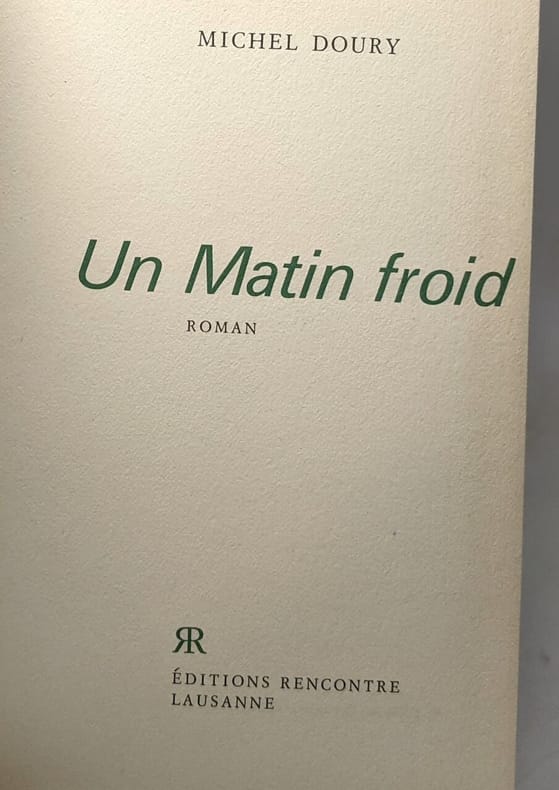 MICHEL DOURY
Un Matin froid
ROMAN
RR
ÉDITIONS RENCONTRE
LAUSANNE